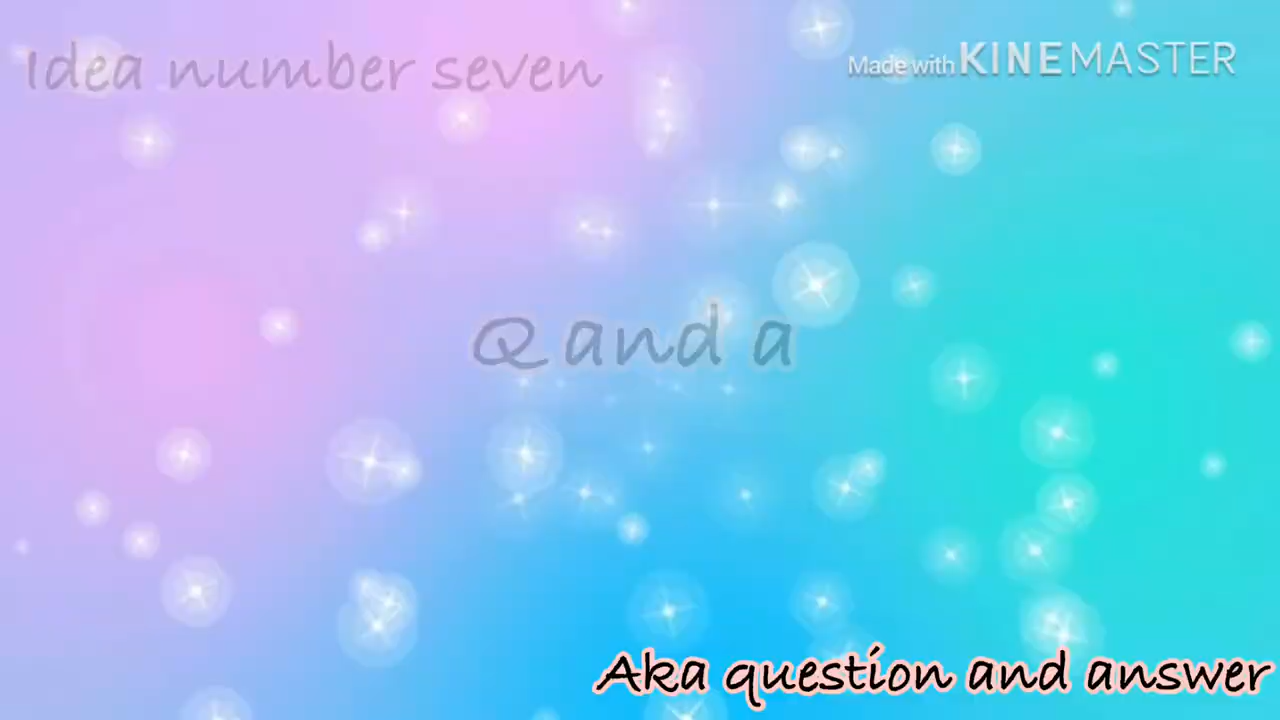 Idea number seven
Made with KINEMASTER
Q and a
Aka question and answer